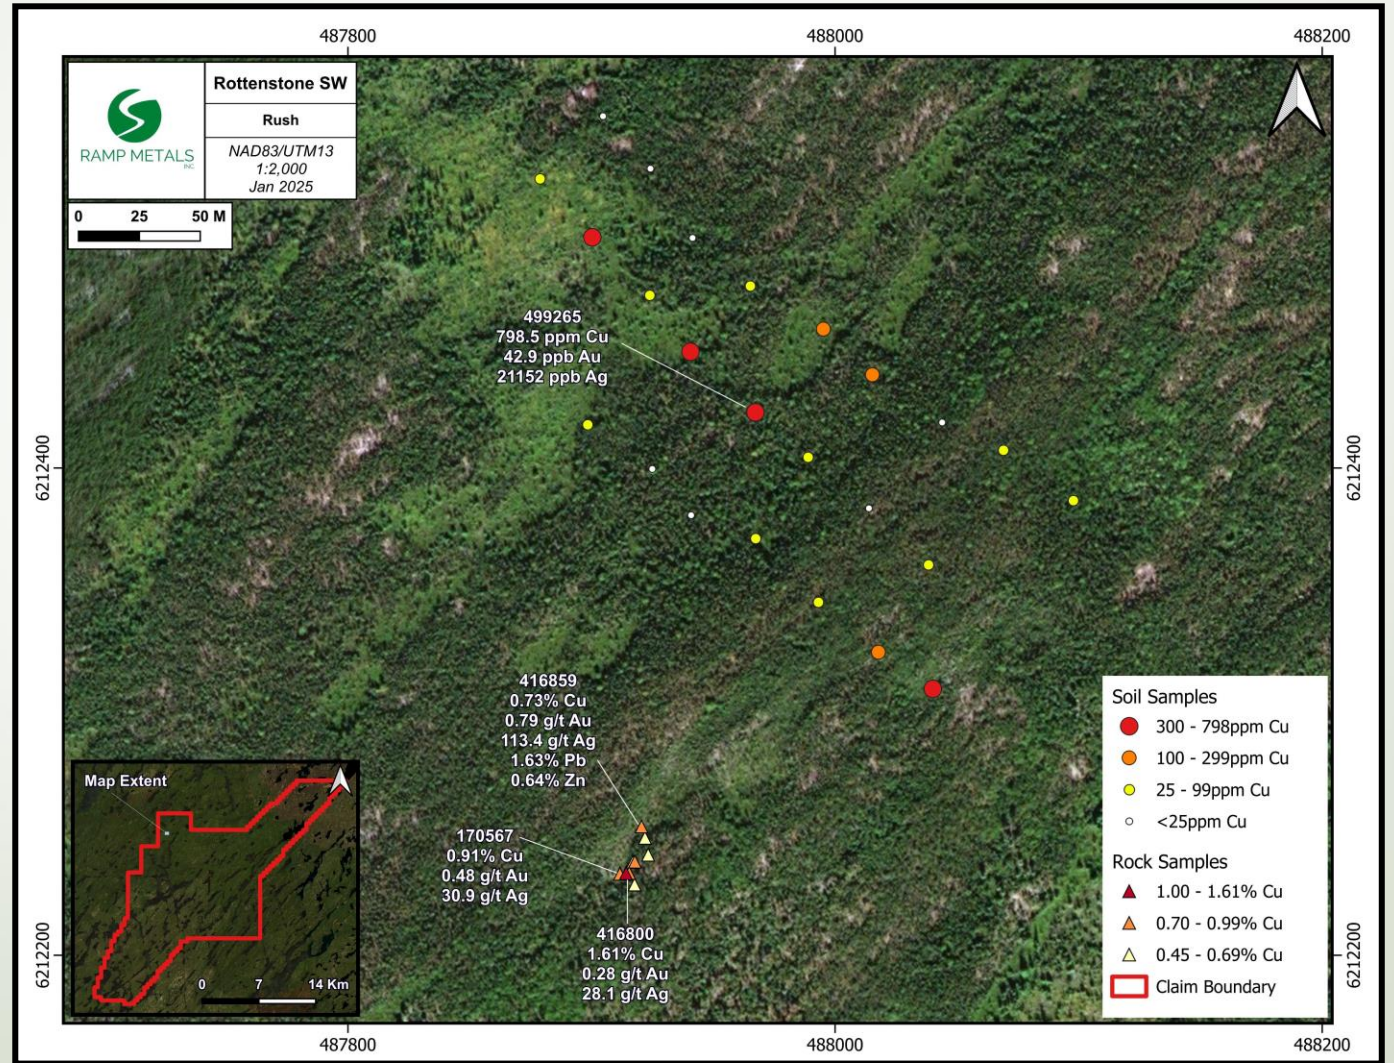 487800
488000
488200
RAMP METALS
INC
Rottenstone SW
Rush
NAD83/UTM13
1:2,000
Jan 2025
0 25 50 M
499265
798.5 ppm Cu
42.9 ppb Au
21152 ppb Ag
6212400
6212400
416859
0.73% Cu
0.79 g/t Au
113.4 g/t Ag
1.63% Pb
0.64% Zn
170567
0.91% Cu
0.48 g/t Au
30.9 g/t Ag
416800
1.61% Cu
0.28 g/t Au
28.1 g/t Ag
Map Extent
0 7 14 Km
Soil Samples
300 - 798ppm Cu
100 - 299ppm Cu
25 - 99ppm Cu
<25ppm Cu
Rock Samples
1.00 - 1.61% Cu
0.70 - 0.99% Cu
0.45 - 0.69% Cu
Claim Boundary
6212200
6212200
487800
488000
488200